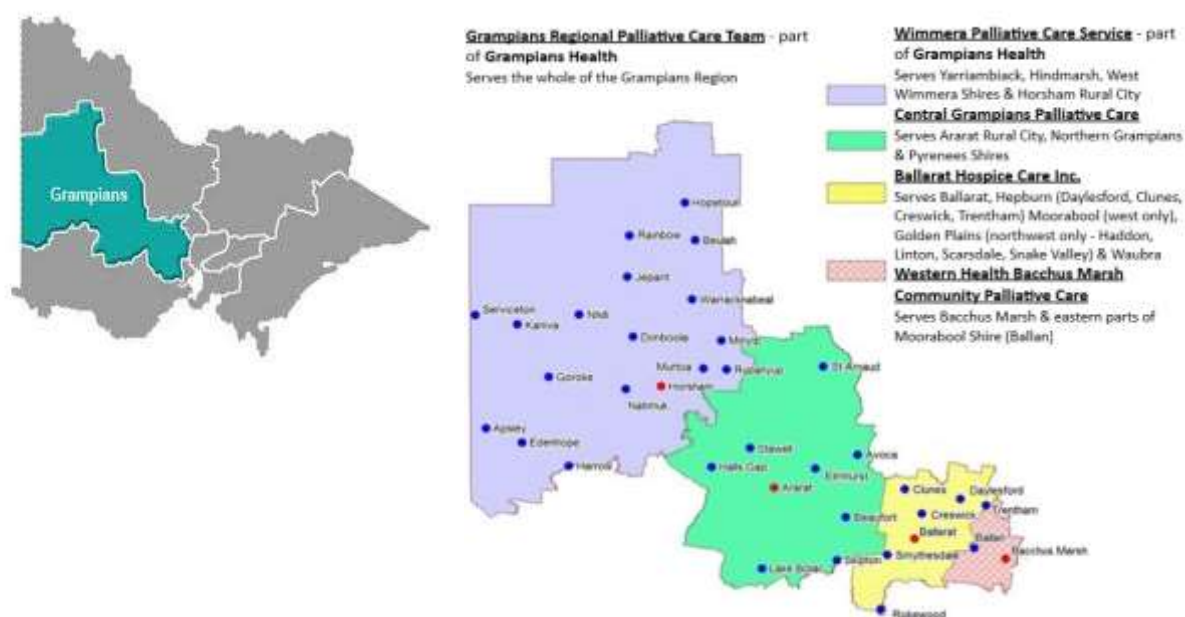 Grampians
Grampians Regional Palliative Care Team - part
of Grampians Health
Serves the whole of the Grampians Region
Wimmera Palliative Care Service - part
of Grampians Health
Serves Yarriambiack, Hindmarsh, West
Wimmera Shires & Horsham Rural City
Central Grampians Palliative Care
Serves Ararat Rural City, Northern Grampians
& Pyrenees Shires
Ballarat Hospice Care Inc.
Serves Ballarat, Hepburn (Daylesford, Clunes,
Creswick, Trentham) Moorabool (west only),
Golden Plains (northwest only - Haddon,
Linton, Scarsdale, Snake Valley) & Waubra
Western Health Bacchus Marsh
Community Palliative Care
Serves Bacchus Marsh & eastern parts of
Moorabool Shire (Ballan)
Hopetoun
Rainbow
Beulah
Jeparit
Warracknabeal
Serviceton
Nhill
Kaniva
Dimboola
Minyip
Murtoa
Rupanyup
St Arnaud
Goroke
Horsham
Natimuk
Apsley
Edenhope
Harrow
Stawell
Avoca
Halls Gap
Elmhurst
Ararat
Clunes
Daylesford
Trentham
Creswick
Beaufort
Ballarat
Ballan
Bacchus Marsh
Smythesdale
Skipton
Lake Bolac
Rokewood